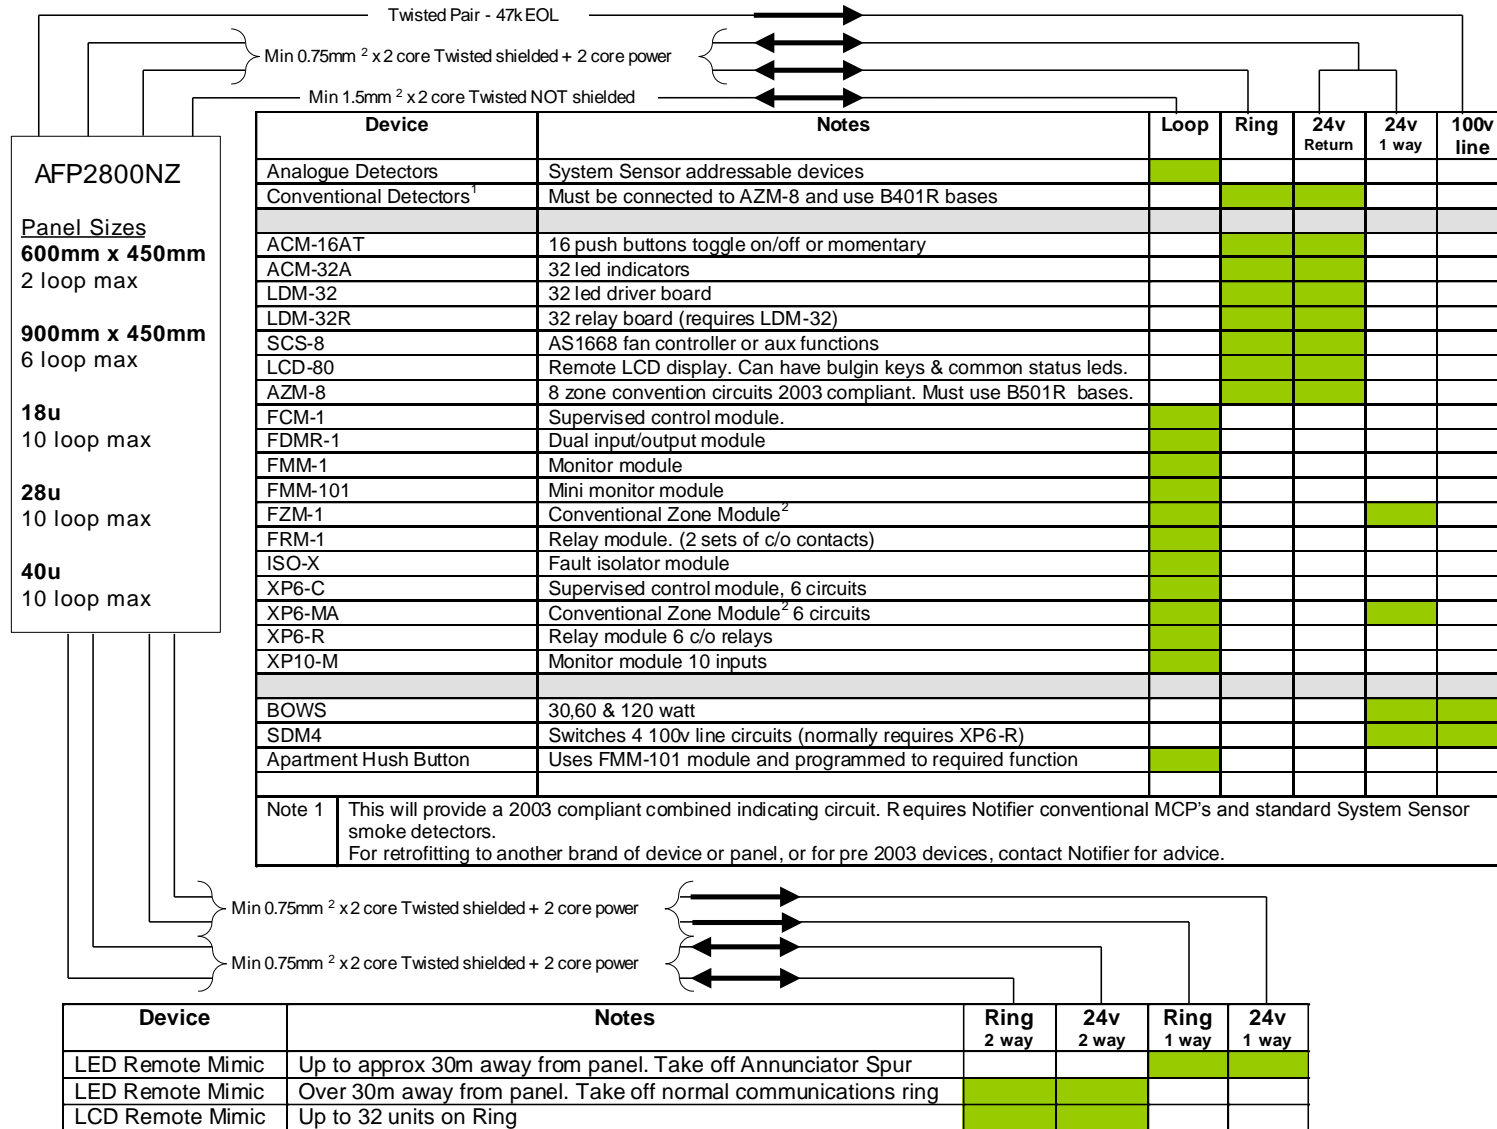 Twisted Pair - 47k EOL
Min 0.75mm ² x 2 core Twisted shielded + 2 core power
Min 1.5mm ² x 2 core Twisted NOT shielded
AFP2800NZ
Panel Sizes
600mm x 450mm
2 loop max
900mm x 450mm
6 loop max
18u
10 loop max
28u
10 loop max
40u
10 loop max
Device Notes Loop Ring 24v Return 24v 1 way 100v line
Analogue Detectors System Sensor addressable devices
Conventional Detectors¹ Must be connected to AZM-8 and use B401R bases
ACM-16AT 16 push buttons toggle on/off or momentary
ACM-32A 32 led indicators
LDM-32 32 led driver board
LDM-32R 32 relay board (requires LDM-32)
SCS-8 AS1668 fan controller or aux functions
LCD-80 Remote LCD display. Can have bulgin keys & common status leds.
AZM-8 8 zone convention circuits 2003 compliant. Must use B501R bases.
FCM-1 Supervised control module.
FDMR-1 Dual input/output module
FMM-1 Monitor module
FMM-101 Mini monitor module
FZM-1 Conventional Zone Module²
FRM-1 Relay module. (2 sets of c/o contacts)
ISO-X Fault isolator module
XP6-C Supervised control module, 6 circuits
XP6-MA Conventional Zone Module² 6 circuits
XP6-R Relay module 6 c/o relays
XP10-M Monitor module 10 inputs
BOWS 30,60 & 120 watt
SDM4 Switches 4 100v line circuits (normally requires XP6-R)
Apartment Hush Button Uses FMM-101 module and programmed to required function
Note 1 This will provide a 2003 compliant combined indicating circuit. Requires Notifier conventional MCP's and standard System Sensor
smoke detectors.
For retrofitting to another brand of device or panel, or for pre 2003 devices, contact Notifier for advice.
Min 0.75mm ² x 2 core Twisted shielded + 2 core power
Min 0.75mm ² x 2 core Twisted shielded + 2 core power
Device Notes Ring 2 way 24v 2 way Ring 1 way 24v 1 way
LED Remote Mimic Up to approx 30m away from panel. Take off Annunciator Spur
LED Remote Mimic Over 30m away from panel. Take off normal communications ring
LCD Remote Mimic Up to 32 units on Ring